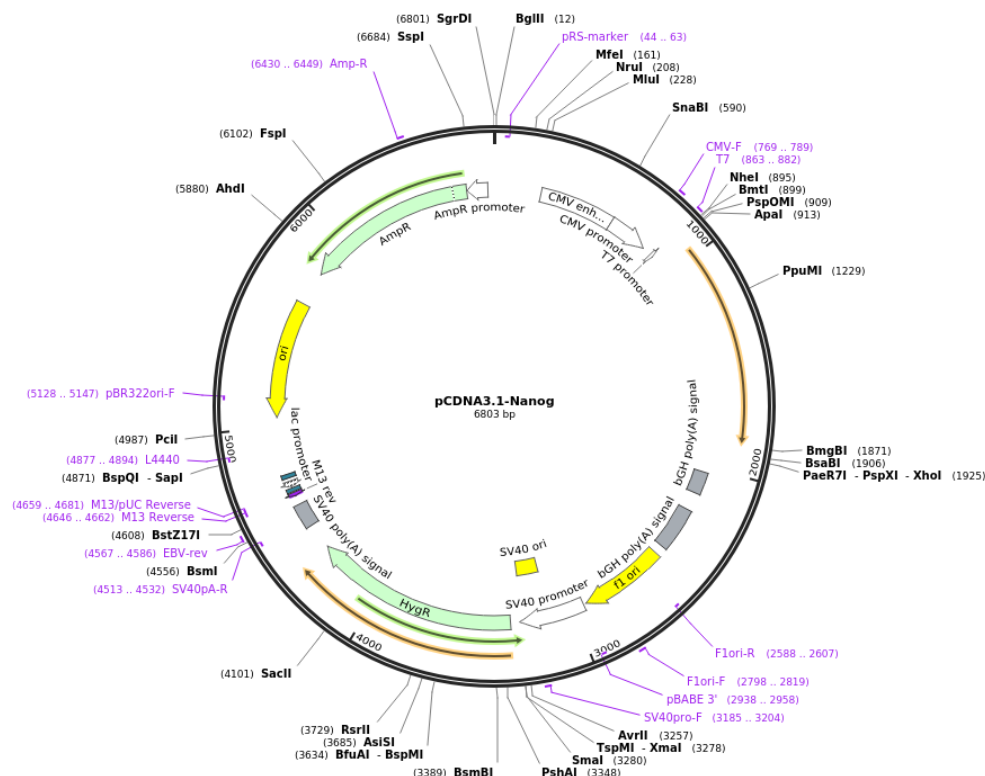 (6801) SgrDI
BglII (12)
(6684) SspI
pRS-marker (44 .. 63)
(6430 .. 6449) Amp-R
MfeI (161)
NruI (208)
MluI (228)
SnaBI (590)
(6102) FspI
CMV-F (769 .. 789)
T7 (863 .. 882)
(5880) AhdI
NheI (895)
BmtI (899)
PspOMI (909)
ApaI (913)
6000
1000
AmpR promoter
AmpR
CMV enh...
CMV promoter
T7 promoter
PpuMI (1229)
ori
(5128 .. 5147) pBR322ori-F
pCDNA3.1-Nanog
6803 bp
(4987) PciI
5000
(4877 .. 4894) L4440
(4871) BspQI - SapI
lac promoter
M13 rev
SV40 poly(A) signal
bGH poly(A) signal
BmgBI (1871)
BsaBI (1906)
PaeR7I - PspXI - XhoI (1925)
2000
(4659 .. 4681) M13/pUC Reverse
(4646 .. 4662) M13 Reverse
(4608) BstZ17I
(4567 .. 4586) EBV-rev
(4556) BsmI
(4513 .. 4532) SV40pA-R
SV40 ori
bGH poly(A) signal
f1 ori
SV40 promoter
HygR
4000
3000
F1ori-R (2588 .. 2607)
(4101) SacII
F1ori-F (2798 .. 2819)
pBABE 3' (2938 .. 2958)
SV40pro-F (3185 .. 3204)
(3729) RsrII
(3685) AsiSI
(3634) BfuAI - BspMI
(3389) BsmBI
AvrII (3257)
TspMI - XmaI (3278)
SmaI (3280)
PshAI (3348)